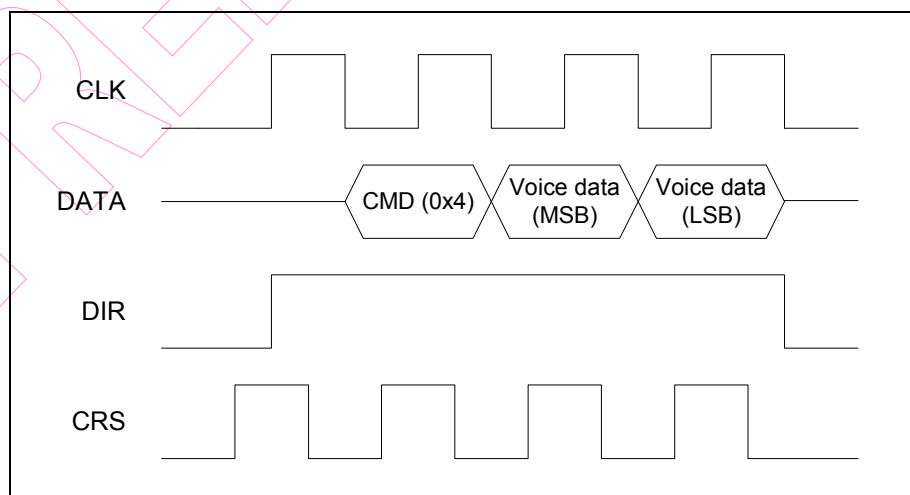 CLK
DATA
CMD (0x4)
Voice data
(MSB)
Voice data
(LSB)
DIR
CRS